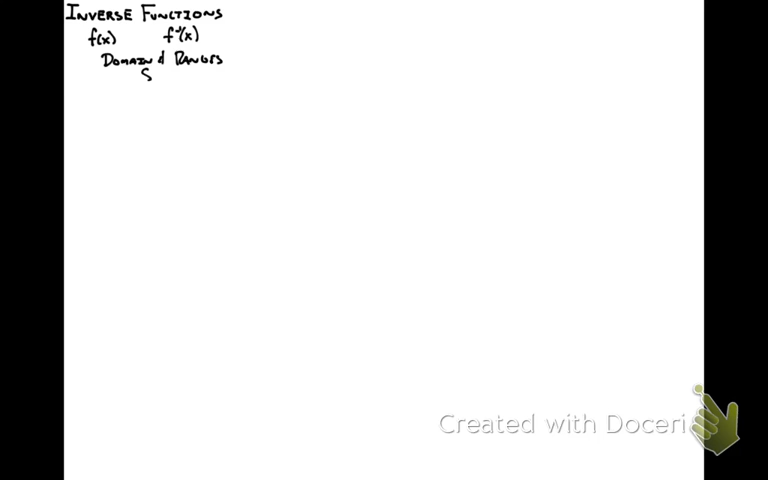 INVERSE FUNCTIONS
f(x) f⁻¹(x)
DOMAIN & RANGES
S
Created with Doceri